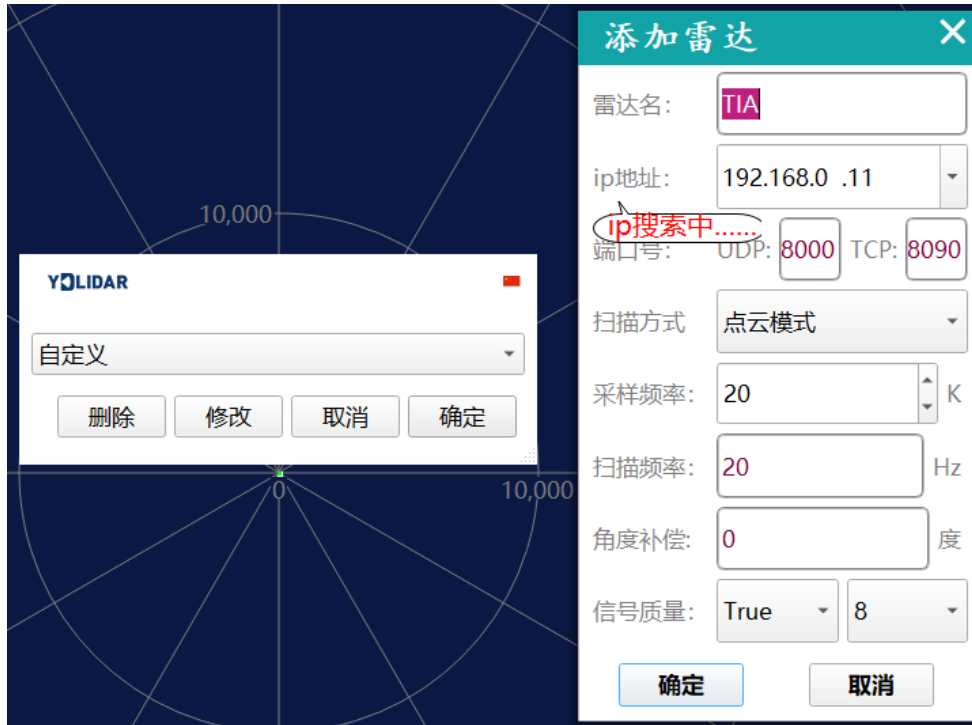 添加雷达
雷达名： TIA
ip地址： 192.168.0 .11
ip搜索中......
端口号： UDP: 8000 TCP: 8090
扫描方式 点云模式
采样频率： 20 K
扫描频率： 20 Hz
角度补偿: 0 度
信号质量： True 8
确定 取消
10,000
YDLIDAR
自定义
删除 修改 取消 确定
0 10,000